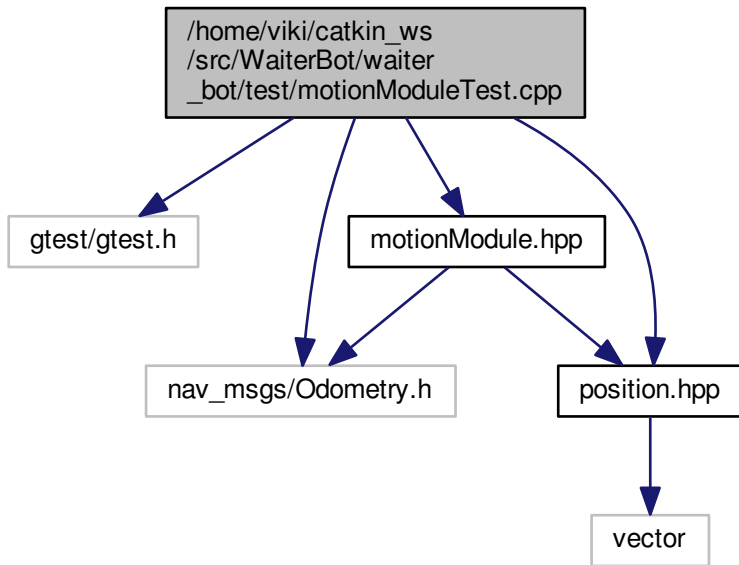 /home/viki/catkin_ws
/src/WaiterBot/waiter
_bot/test/motionModuleTest.cpp
gtest/gtest.h
motionModule.hpp
nav_msgs/Odometry.h
position.hpp
vector